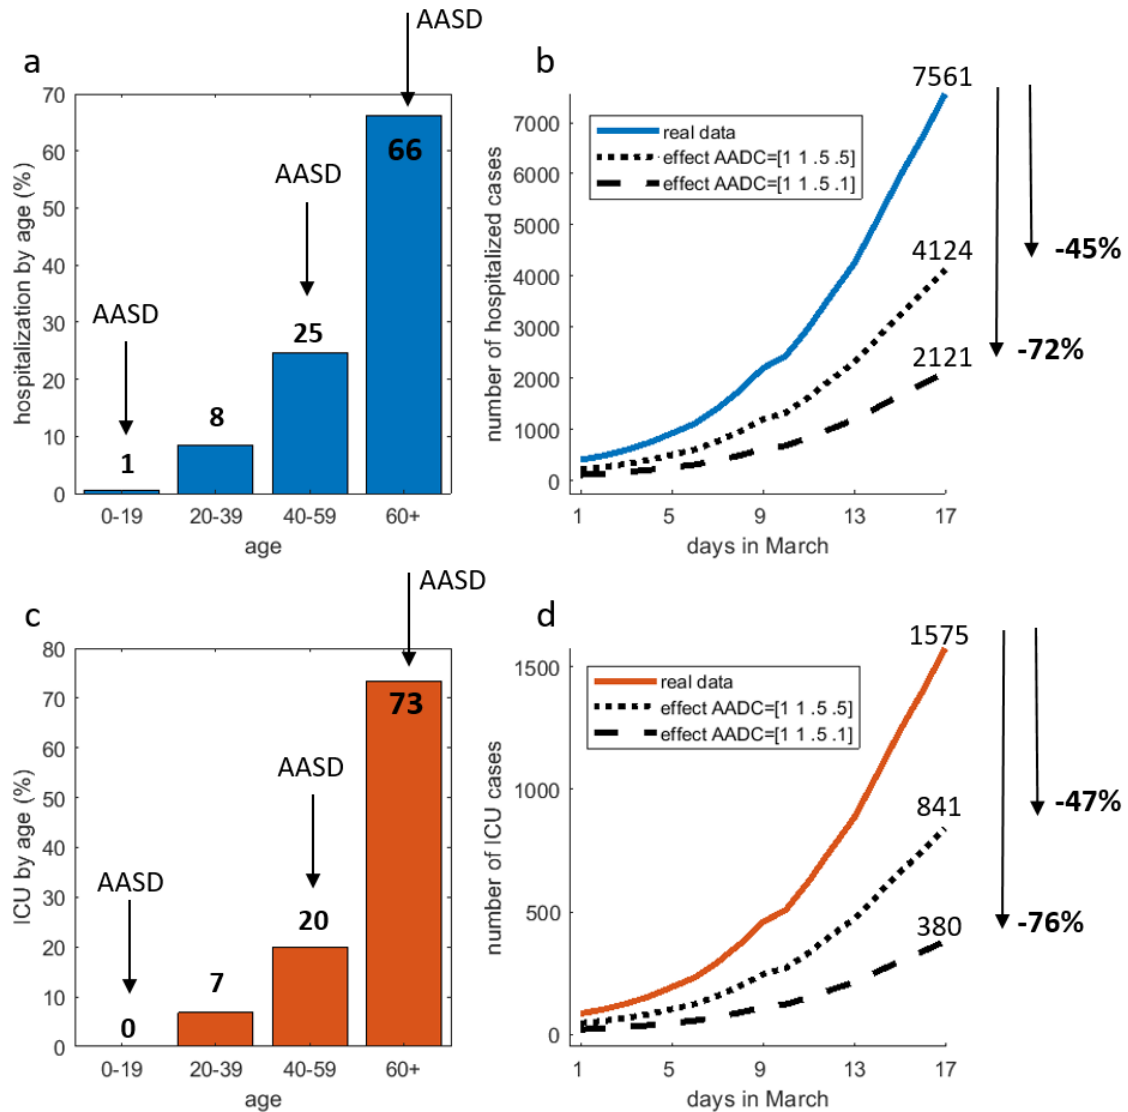 AASD
a
70
60
50
40
30
20
10
0
hospitalization by age (%)
AASD
1
8
AASD
25
66
0-19
20-39
40-59
60+
age
b
7561
real data
effect AADC=[1 1 .5 .5]
effect AADC=[1 1 .5 .1]
7000
6000
5000
4000
3000
2000
1000
0
number of hospitalized cases
4124
-45%
-72%
2121
1
5
9
13
17
days in March
AASD
c
80
70
60
50
40
30
20
10
0
ICU by age (%)
AASD
0
7
AASD
20
73
0-19
20-39
40-59
60+
age
d
1575
real data
effect AADC=[1 1 .5 .5]
effect AADC=[1 1 .5 .1]
1500
1000
500
0
number of ICU cases
841
-47%
-76%
380
1
5
9
13
17
days in March